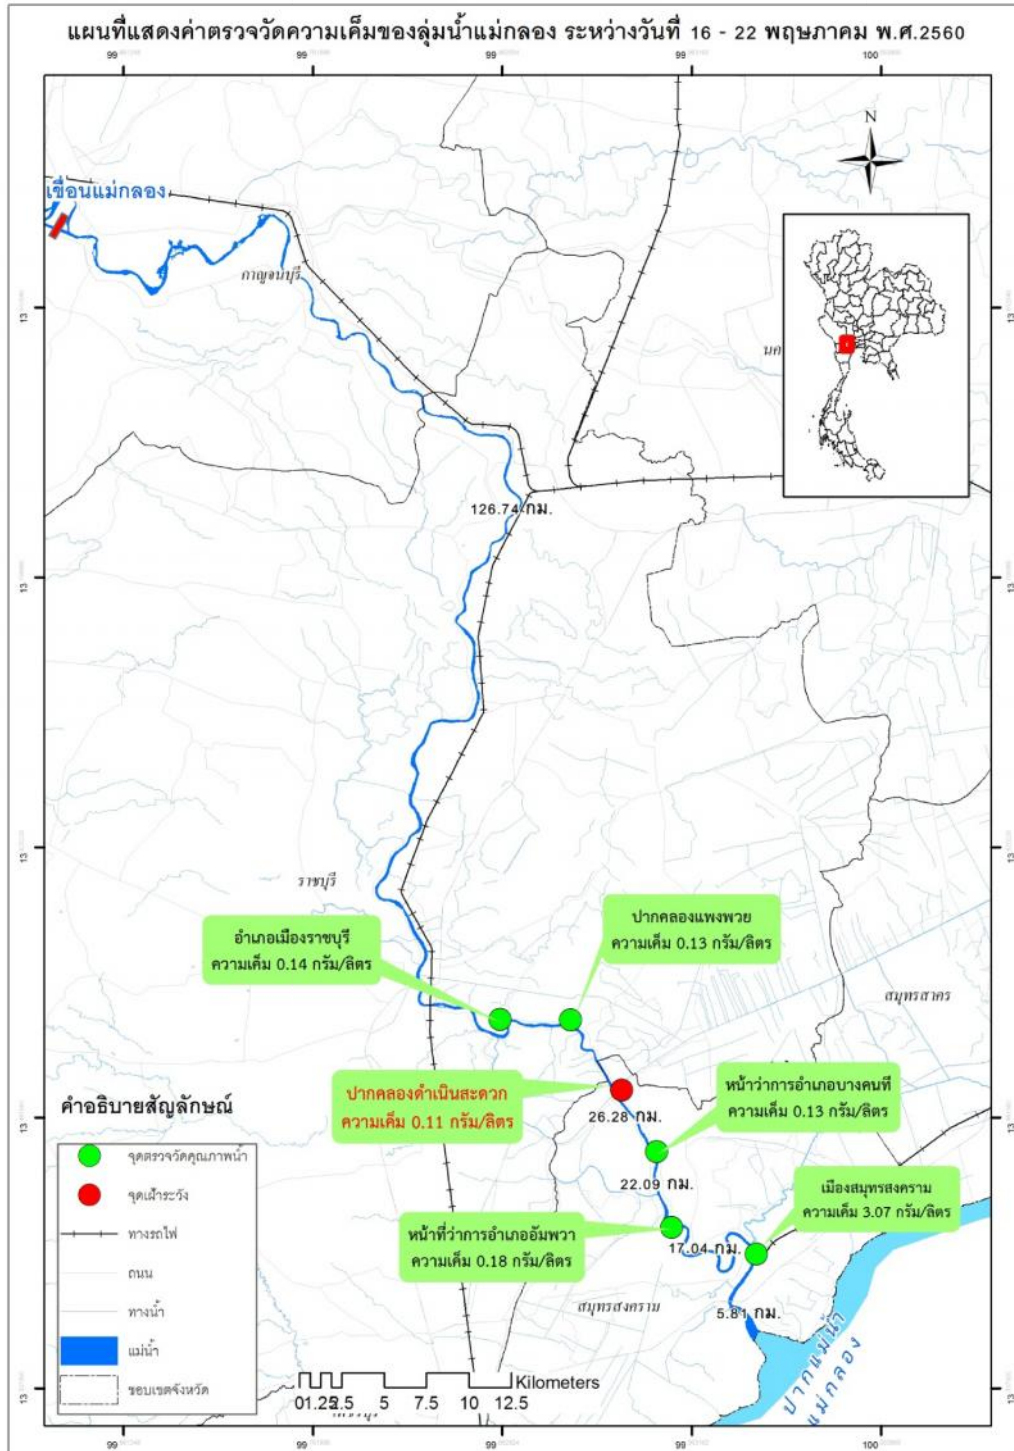 แผนที่แสดงค่าตรวจวัดความเค็มของลุ่มน้ำแม่กลอง ระหว่างวันที่ 16 - 22 พฤษภาคม พ.ศ.2560
N
เขื่อนแม่กลอง
กาญจนบุรี
นค
126.74 กม.
ราชบุรี
ปากคลองแพงพวย
ความเค็ม 0.13 กรัม/ลิตร
อำเภอเมืองราชบุรี
ความเค็ม 0.14 กรัม/ลิตร
สมุทรสาคร
ปากคลองดำเนินสะดวก
ความเค็ม 0.11 กรัม/ลิตร
26.28 กม.
หน้าว่าการอำเภอบางคนที
ความเค็ม 0.13 กรัม/ลิตร
22.09 กม.
เมืองสมุทรสงคราม
ความเค็ม 3.07 กรัม/ลิตร
หน้าที่ว่าการอำเภออัมพวา
ความเค็ม 0.18 กรัม/ลิตร
17.04 กม.
สมุทรสงคราม
5.81 กม.
ปากแม่น้ำ
แม่กลอง
คำอธิบายสัญลักษณ์
จุดตรวจวัดคุณภาพน้ำ
จุดเฝ้าระวัง
ทางรถไฟ
ถนน
ทางน้ำ
แม่น้ำ
ขอบเขตจังหวัด
Kilometers
01.252.5 5 7.5 10 12.5